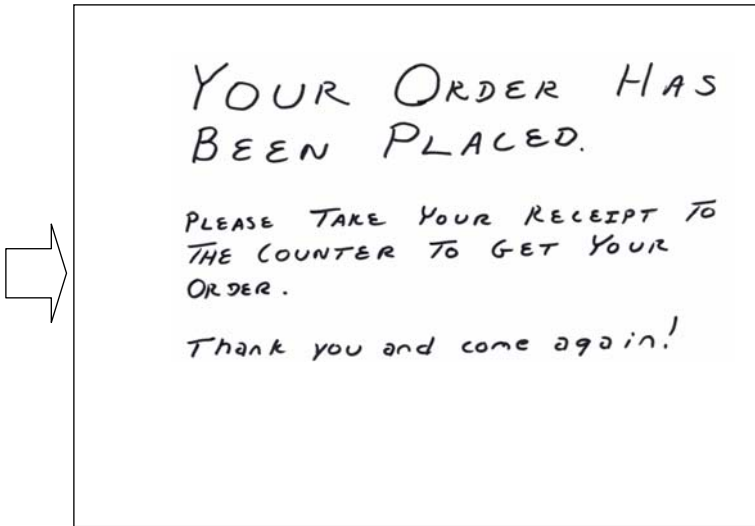 YOUR ORDER HAS
BEEN PLACED.
PLEASE TAKE YOUR RECEIPT TO
THE COUNTER TO GET YOUR
ORDER.
Thank you and come again!